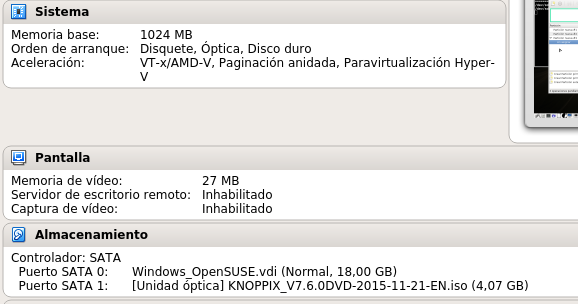 Sistema
Memoria base: 1024 MB
Orden de arranque: Disquete, Óptica, Disco duro
Aceleración: VT-x/AMD-V, Paginación anidada, Paravirtualización Hyper-
V
Pantalla
Memoria de vídeo: 27 MB
Servidor de escritorio remoto: Inhabilitado
Captura de vídeo: Inhabilitado
Almacenamiento
Controlador: SATA
Puerto SATA 0: Windows_OpenSUSE.vdi (Normal, 18,00 GB)
Puerto SATA 1: [Unidad óptica] KNOPPIX_V7.6.0DVD-2015-11-21-EN.iso (4,07 GB)